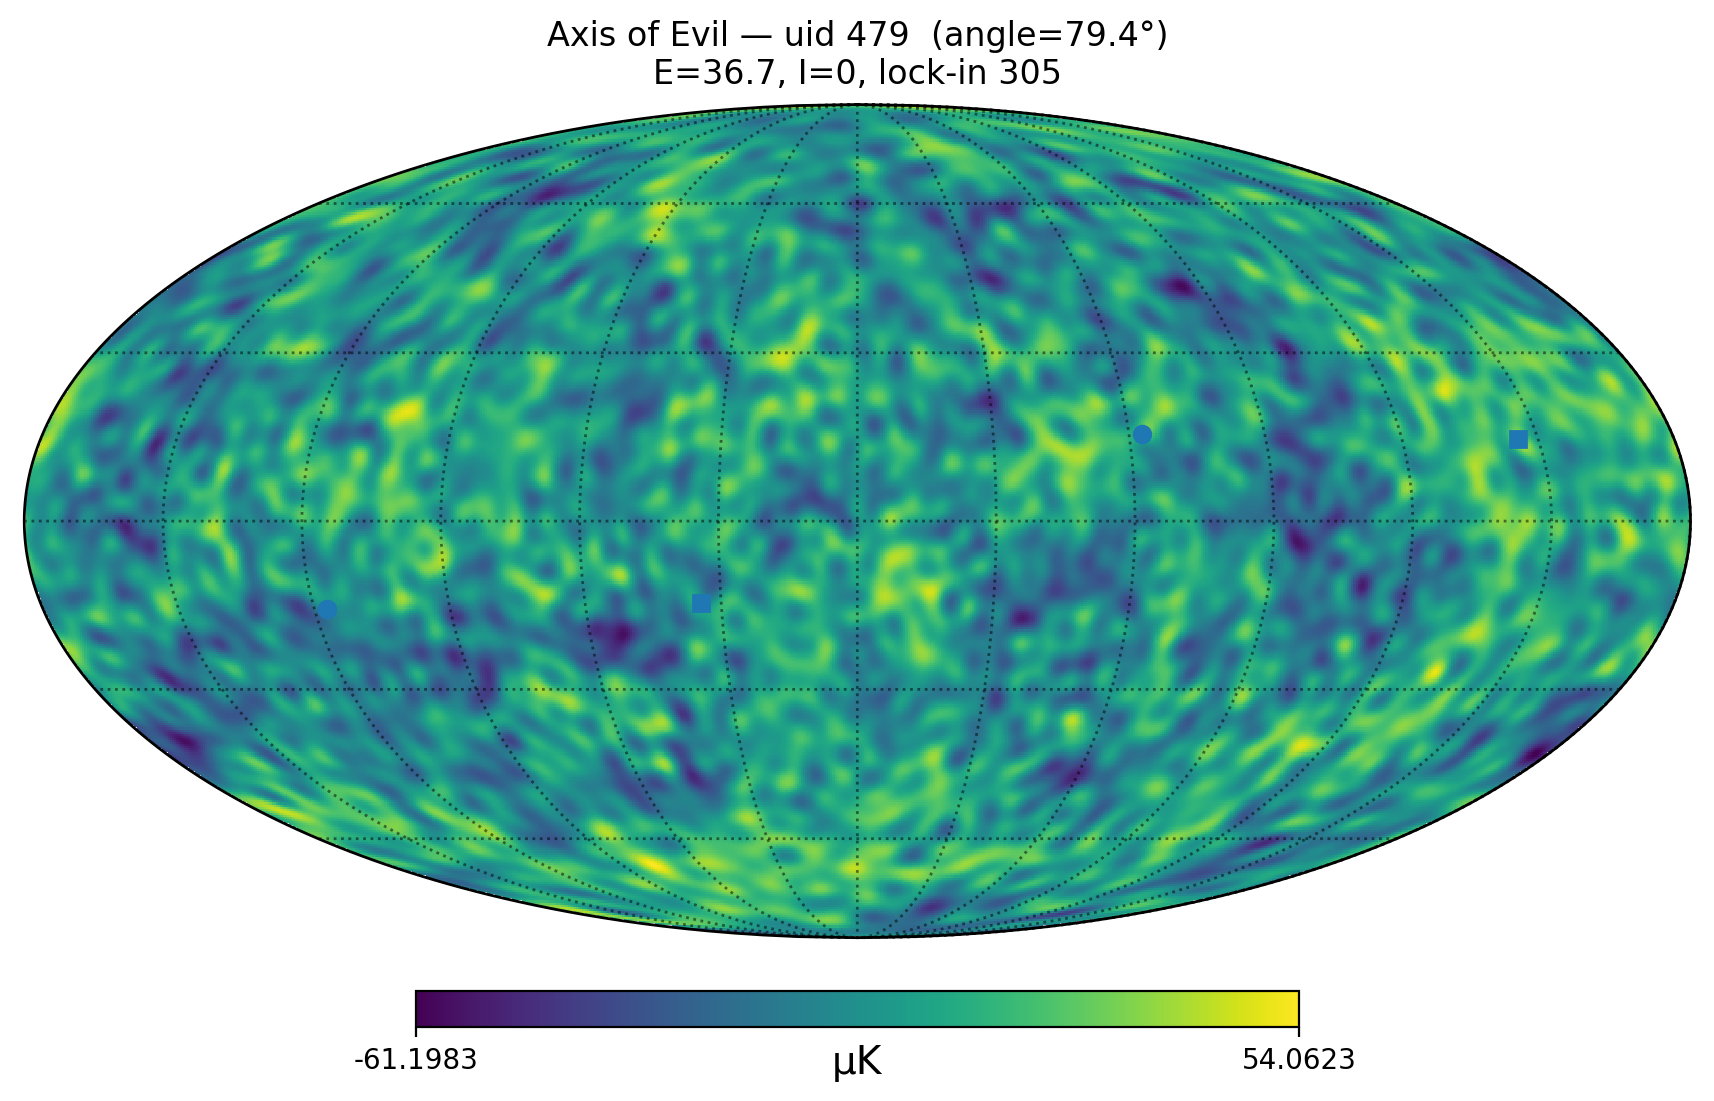 Axis of Evil — uid 479  (angle=79.4°)
E=36.7, I=0, lock-in 305
-61.1983
μK
54.0623